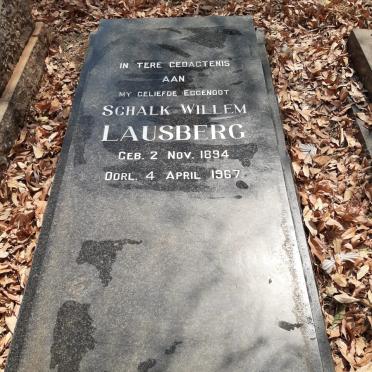 IN TERE GEDAGTENIS
AAN
MY GELIEFDE EGGENOOT
SCHALK WILLEM
LAUSBERG
GEB. 2 NOV. 1894
OORL. 4 APRIL 1967